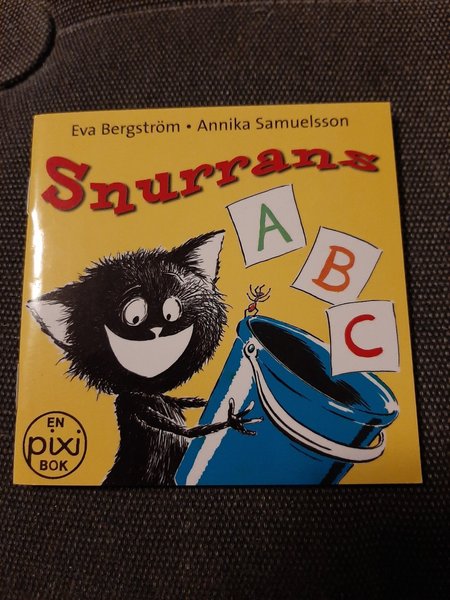 Eva Bergström • Annika Samuelsson
Snurrans
A
B
C
EN
pixi
BOK